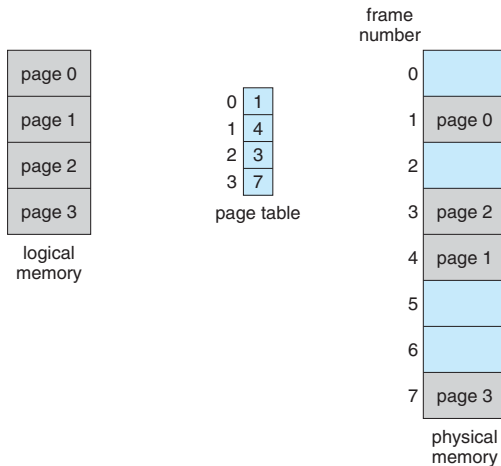 page 0
page 1
page 2
page 3
logical
memory
0 1
1 4
2 3
3 7
page table
frame
number
0
1 page 0
2
3 page 2
4 page 1
5
6
7 page 3
physical
memory